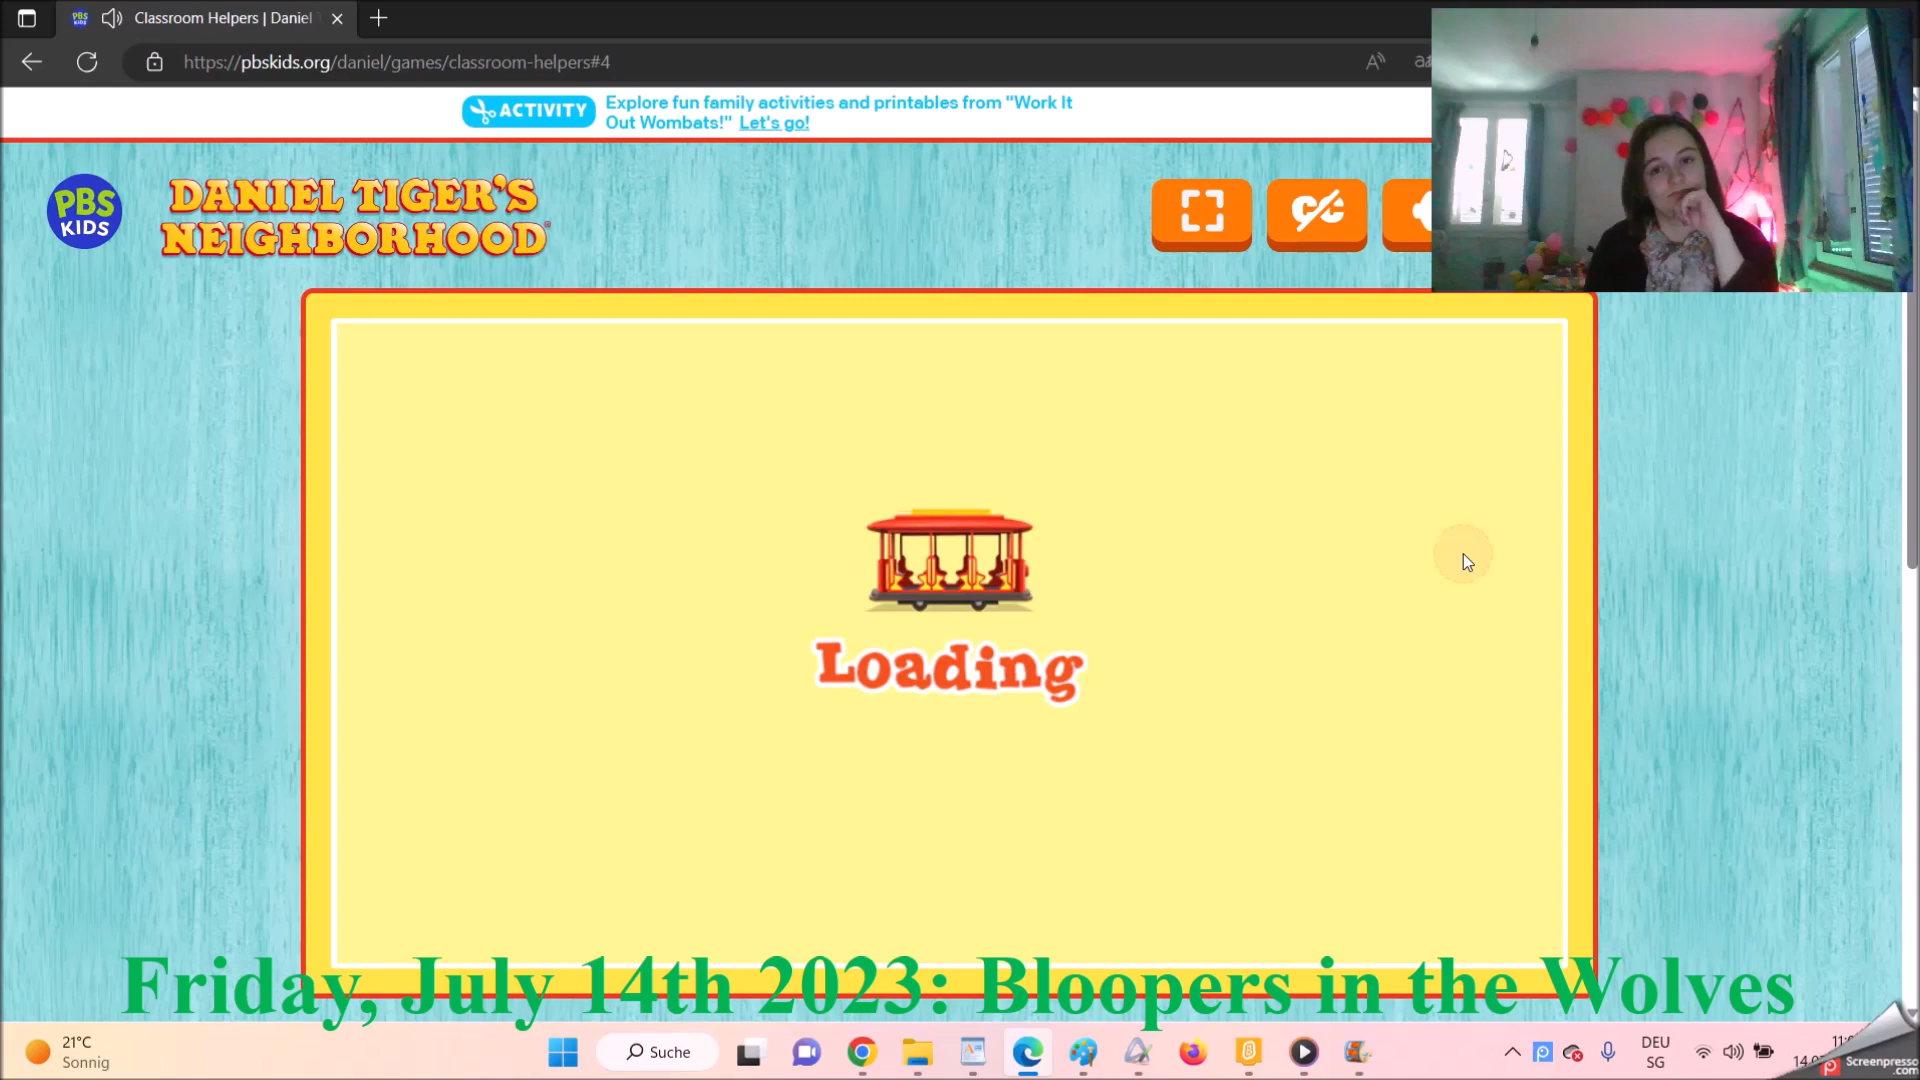 Classroom Helpers | Daniel
https://pbskids.org/daniel/games/classroom-helpers#4
ACTIVITY
Explore fun family activities and printables from "Work It
Out Wombats!" Let's go!
PBS
KIDS
DANIEL TIGER'S
NEIGHBORHOOD
Loading
Friday, July 14th 2023: Bloopers in the Wolves
21°C
Sonnig
Suche
DEU
SG
Screenpresso
.com